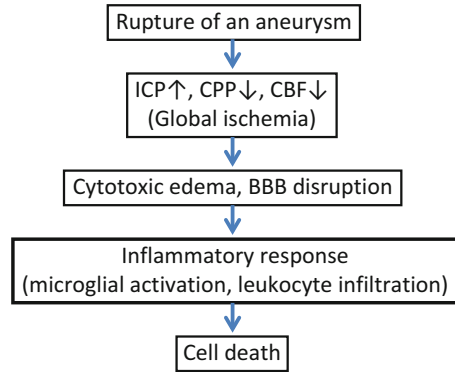 Rupture of an aneurysm
ICP↑, CPP↓, CBF↓
(Global ischemia)
Cytotoxic edema, BBB disruption
Inflammatory response
(microglial activation, leukocyte infiltration)
Cell death